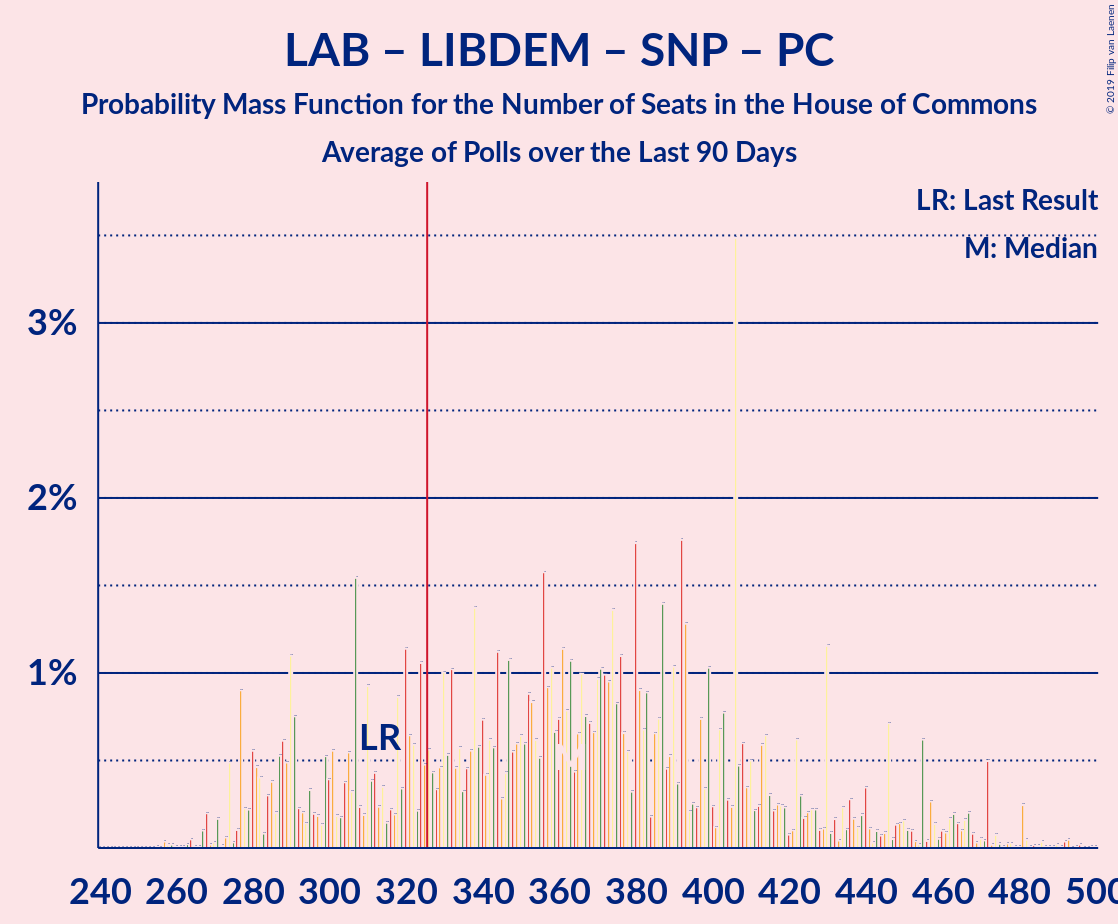 LAB – LIBDEM – SNP – PC
Probability Mass Function for the Number of Seats in the House of Commons
Average of Polls over the Last 90 Days
© 2019 Filip van Laenen
LR: Last Result
M: Median
3%
2%
1%
LR
M
240 260 280 300 320 340 360 380 400 420 440 460 480 500